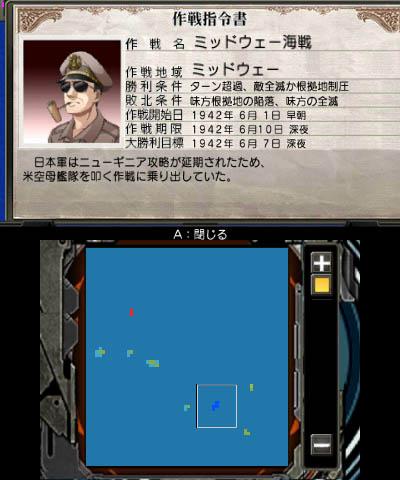 作戦指令書
作戦名 ミッドウェー海戦
作戦地域 ミッドウェー
勝利条件 ターン超過、敵全滅か根拠地制圧
敗北条件 味方根拠地の陥落、味方の全滅
作戦開始日 1942年 6月 1日 早朝
作戦期限 1942年 6月10日 深夜
大勝利目標 1942年 6月 7日 深夜
日本軍はニューギニア攻略が延期されたため、
米空母艦隊を叩く作戦に乗り出していた。
A：閉じる